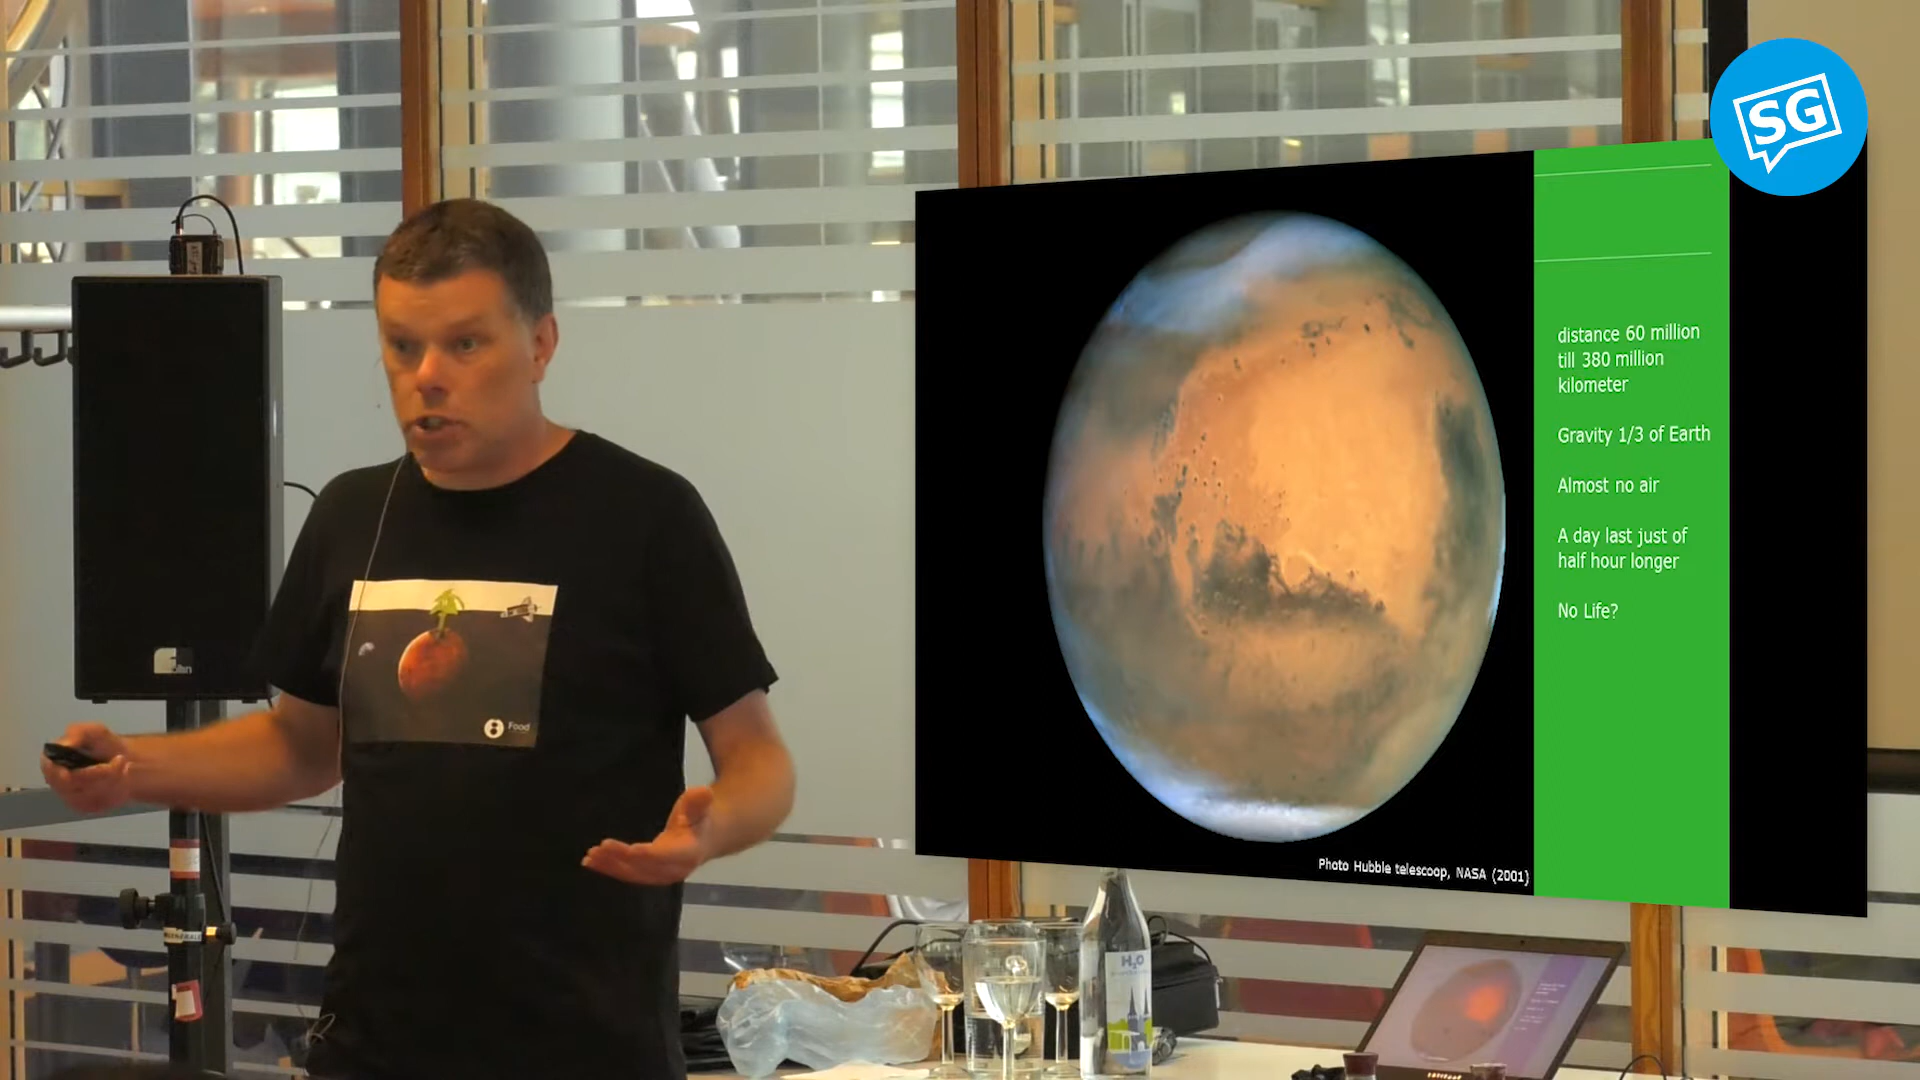 SG
distance 60 million
till 380 million
kilometer
Gravity 1/3 of Earth
Almost no air
A day last just of
half hour longer
No Life?
Photo Hubble telescoop, NASA (2001)
Food
H₂O